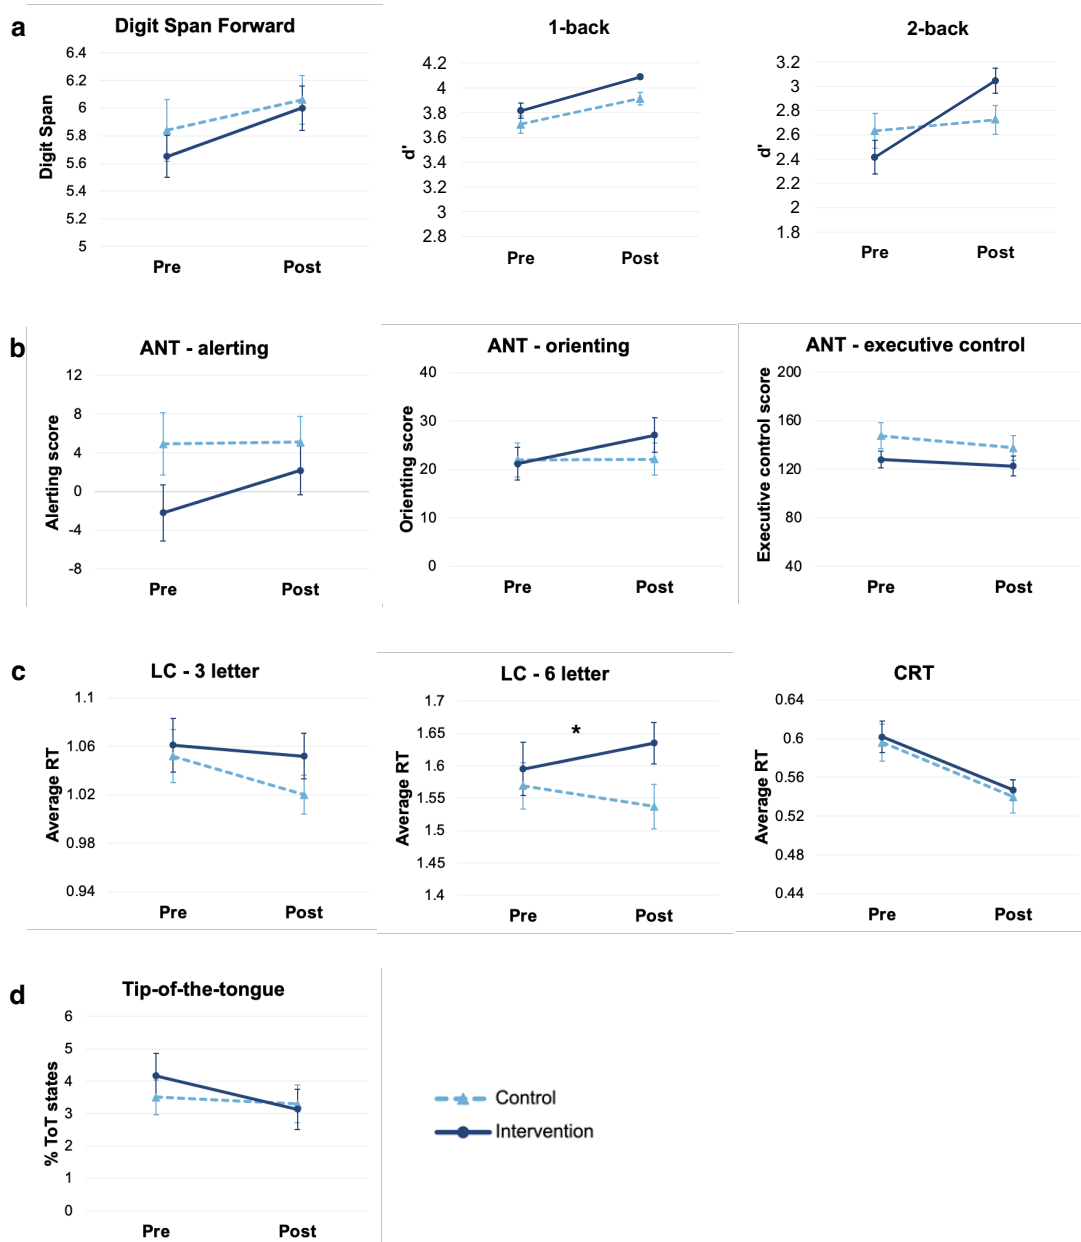 a
Digit Span Forward
1-back
2-back
Digit Span
6.4
6.2
6
5.8
5.6
5.4
5.2
5
Pre
Post
d'
4.2
4
3.8
3.6
3.4
3.2
3
2.8
Pre
Post
d'
3.2
3
2.8
2.6
2.4
2.2
2
1.8
Pre
Post
b
ANT - alerting
ANT - orienting
ANT - executive control
Alerting score
12
8
4
0
-4
-8
Pre
Post
Orienting score
40
30
20
10
0
Pre
Post
Executive control score
200
160
120
80
40
Pre
Post
c
LC - 3 letter
LC - 6 letter
CRT
Average RT
1.1
1.06
1.02
0.98
0.94
Pre
Post
Average RT
1.7
1.65
1.6
1.55
1.5
1.45
1.4
*
Pre
Post
Average RT
0.64
0.6
0.56
0.52
0.48
0.44
Pre
Post
d
Tip-of-the-tongue
% ToT states
6
5
4
3
2
1
0
Pre
Post
Control
Intervention